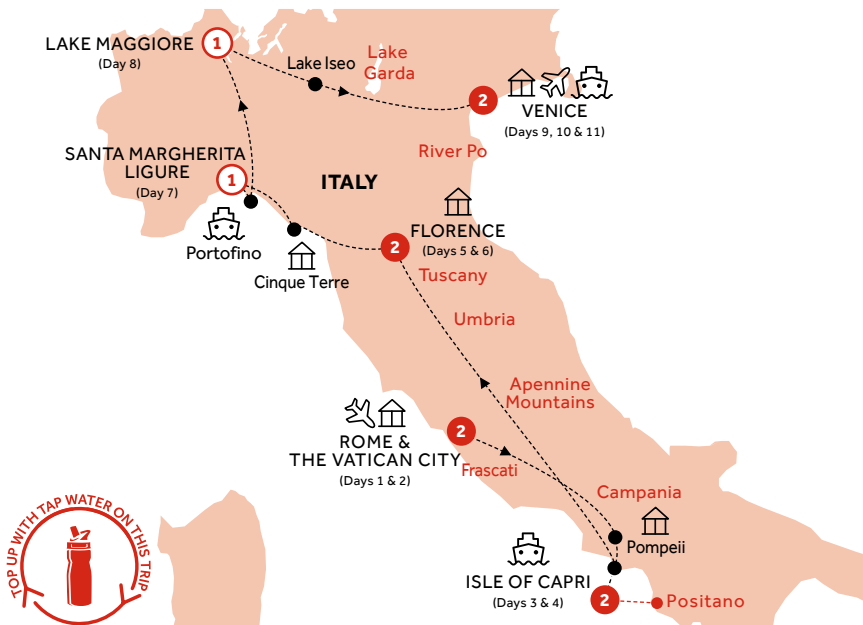 LAKE MAGGIORE
(Day 8)
1
Lake Iseo
Lake
Garda
2
VENICE
(Days 9, 10 & 11)
River Po
SANTA MARGHERITA
LIGURE
(Day 7)
1
ITALY
Portofino
Cinque Terre
2
FLORENCE
(Days 5 & 6)
Tuscany
Umbria
Apennine
Mountains
2
ROME &
THE VATICAN CITY
(Days 1 & 2)
Frascati
Campania
Pompeii
ISLE OF CAPRI
(Days 3 & 4)
2
Positano
TOP UP WITH TAP WATER ON THIS TRIP